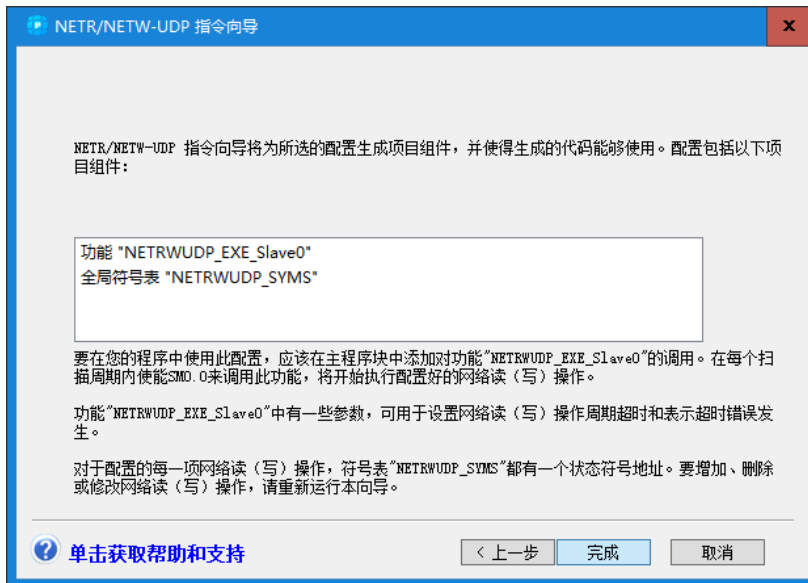 NETR/NETW-UDP 指令向导
x
NETR/NETW-UDP 指令向导将为所选的配置生成项目组件，并使得生成的代码能够使用。配置包括以下项
目组件：
功能 "NETRWUDP_EXE_Slave0"
全局符号表 "NETRWUDP_SYMS"
要在您的程序中使用此配置，应该在主程序块中添加对功能"NETRWUDP_EXE_Slave0"的调用。在每个扫
描周期内使能SM0.0来调用此功能，将开始执行配置好的网络读（写）操作。
功能"NETRWUDP_EXE_Slave0"中有一些参数，可用于设置网络读（写）操作周期超时和表示超时错误发
生。
对于配置的每一项网络读（写）操作，符号表"NETRWUDP_SYMS"都有一个状态符号地址。要增加、删除
或修改网络读（写）操作，请重新运行本向导。
? 单击获取帮助和支持
< 上一步 完成 取消